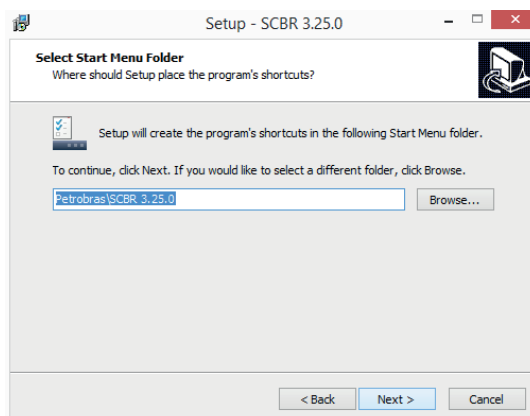 Setup - SCBR 3.25.0
Select Start Menu Folder
Where should Setup place the program's shortcuts?
Setup will create the program's shortcuts in the following Start Menu folder.
To continue, click Next. If you would like to select a different folder, click Browse.
Petrobras\SCBR 3.25.0
Browse...
< Back
Next >
Cancel